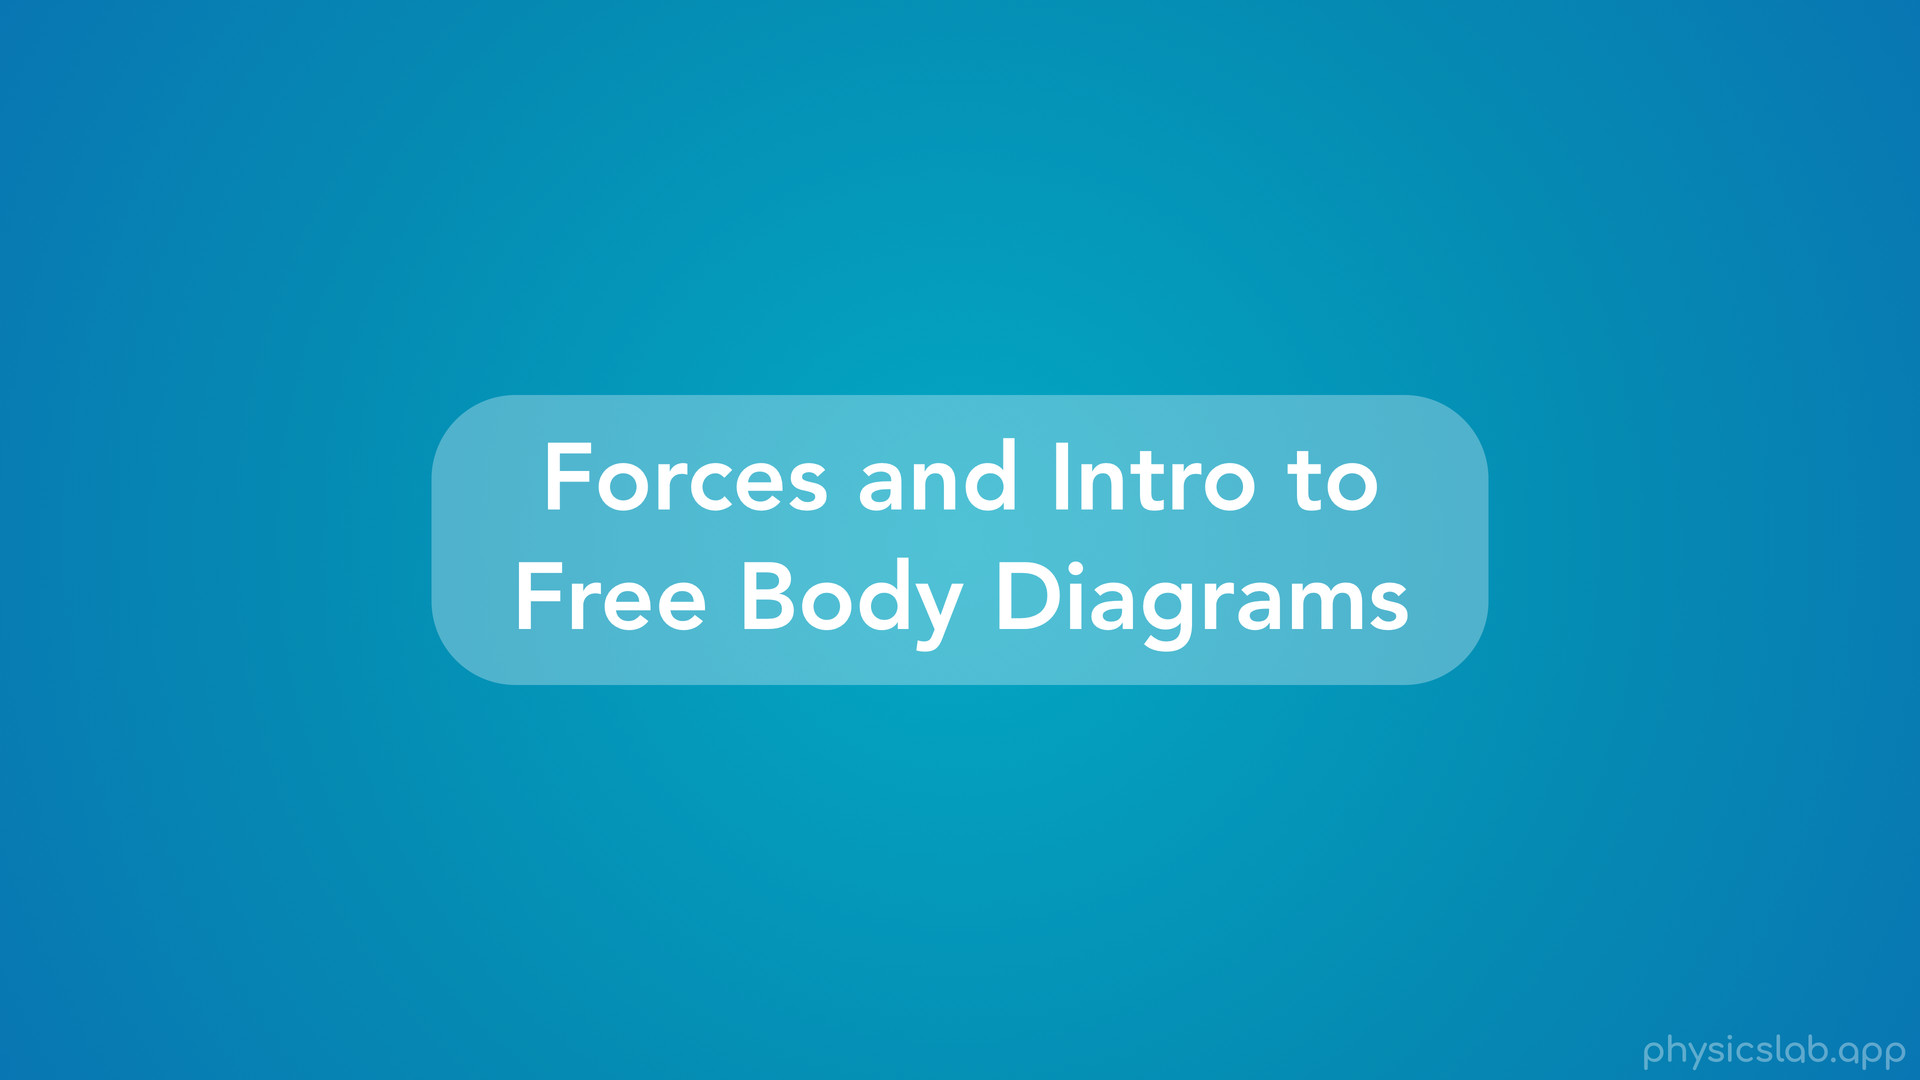 Forces and Intro to
Free Body Diagrams
physicslab.app